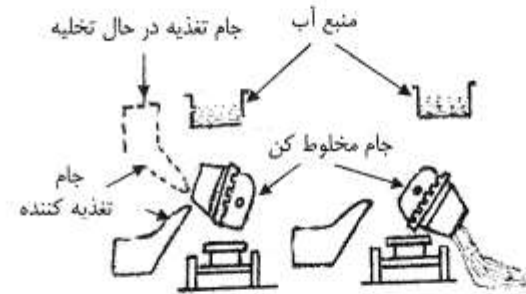 منبع آب
جام تغذیه در حال تخلیه
جام مخلوط کن
جام
تغذیه کننده